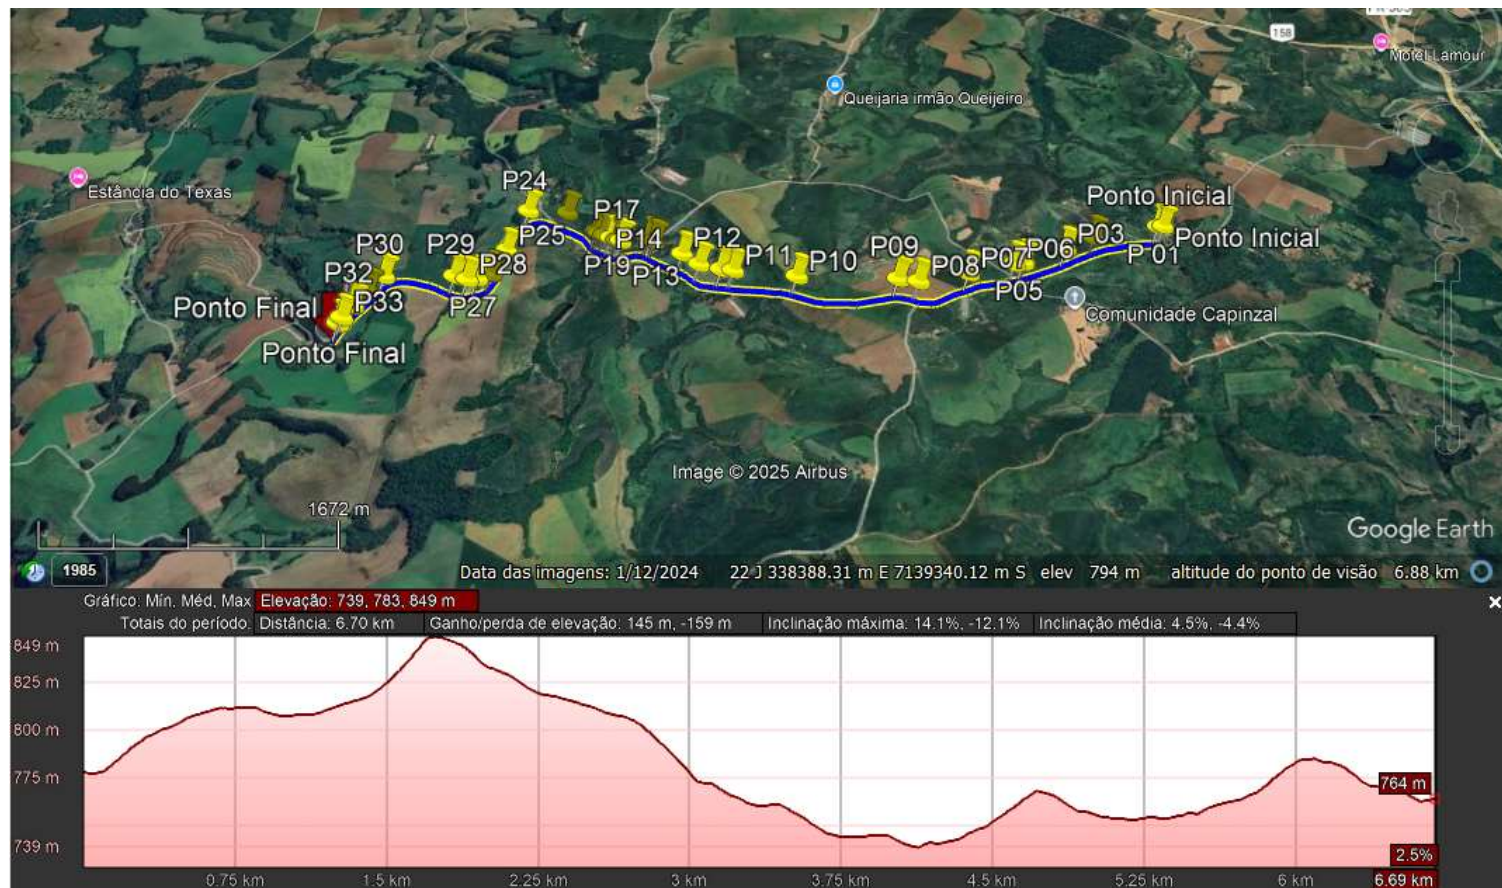 158
Motel Lamour
Queijaria irmão Queijeiro
Estância do Texas
P24
P17
Ponto Inicial
P30
P29
P25
P14
P12
P11
P10
P09
P07
P06
P03
Ponto Inicial
P 01
P32
P28
P19
P13
P08
P05
Ponto Final
P33
P27
Comunidade Capinzal
Ponto Final
Image © 2025 Airbus
1672 m
Google Earth
1985
Data das imagens: 1/12/2024 22 J 338388.31 m E 7139340.12 m S elev 794 m altitude do ponto de visão 6.88 km
Gráfico: Mín, Méd, Max Elevação: 739, 783, 849 m
Totais do período: Distância: 6.70 km Ganho/perda de elevação: 145 m, -159 m Inclinação máxima: 14.1%, -12.1% Inclinação média: 4.5%, -4.4%
849 m
825 m
800 m
775 m
764 m
739 m
2.5%
0.75 km 1.5 km 2.25 km 3 km 3.75 km 4.5 km 5.25 km 6 km 6.69 km